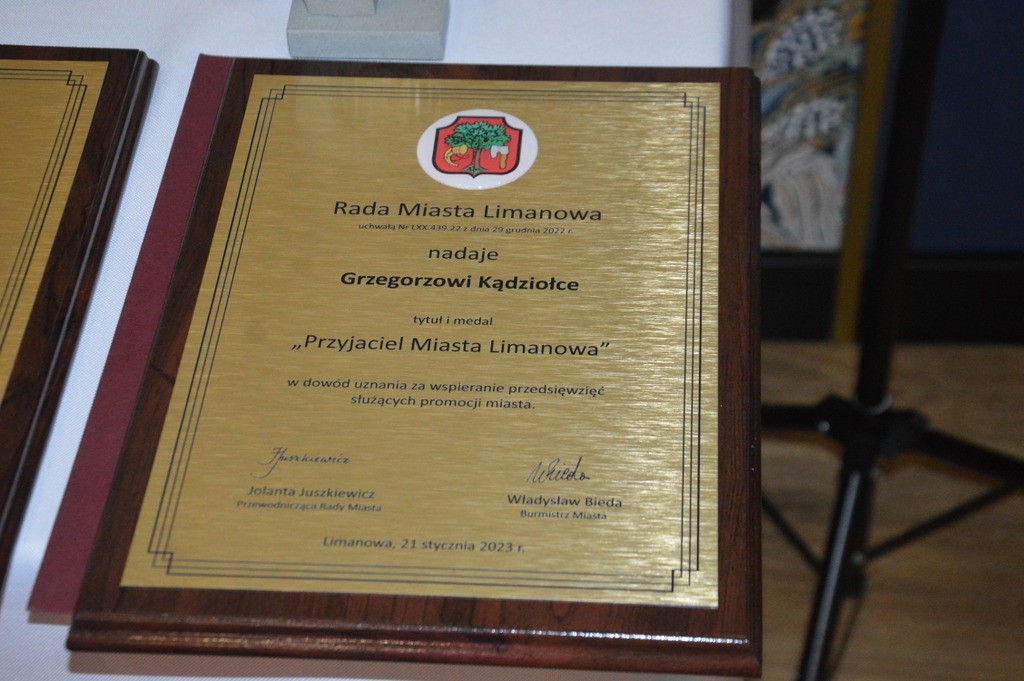 Rada Miasta Limanowa
uchwałą Nr LXX.439.22 z dnia 29 grudnia 2022 r.
nadaje
Grzegorzowi Kądziołce
tytuł i medal
„Przyjaciel Miasta Limanowa”
w dowód uznania za wspieranie przedsięwzięć
służących promocji miasta.
Juszkiewicz
WBieda
Jolanta Juszkiewicz
Przewodnicząca Rady Miasta
Władysław Bieda
Burmistrz Miasta
Limanowa, 21 stycznia 2023 r.